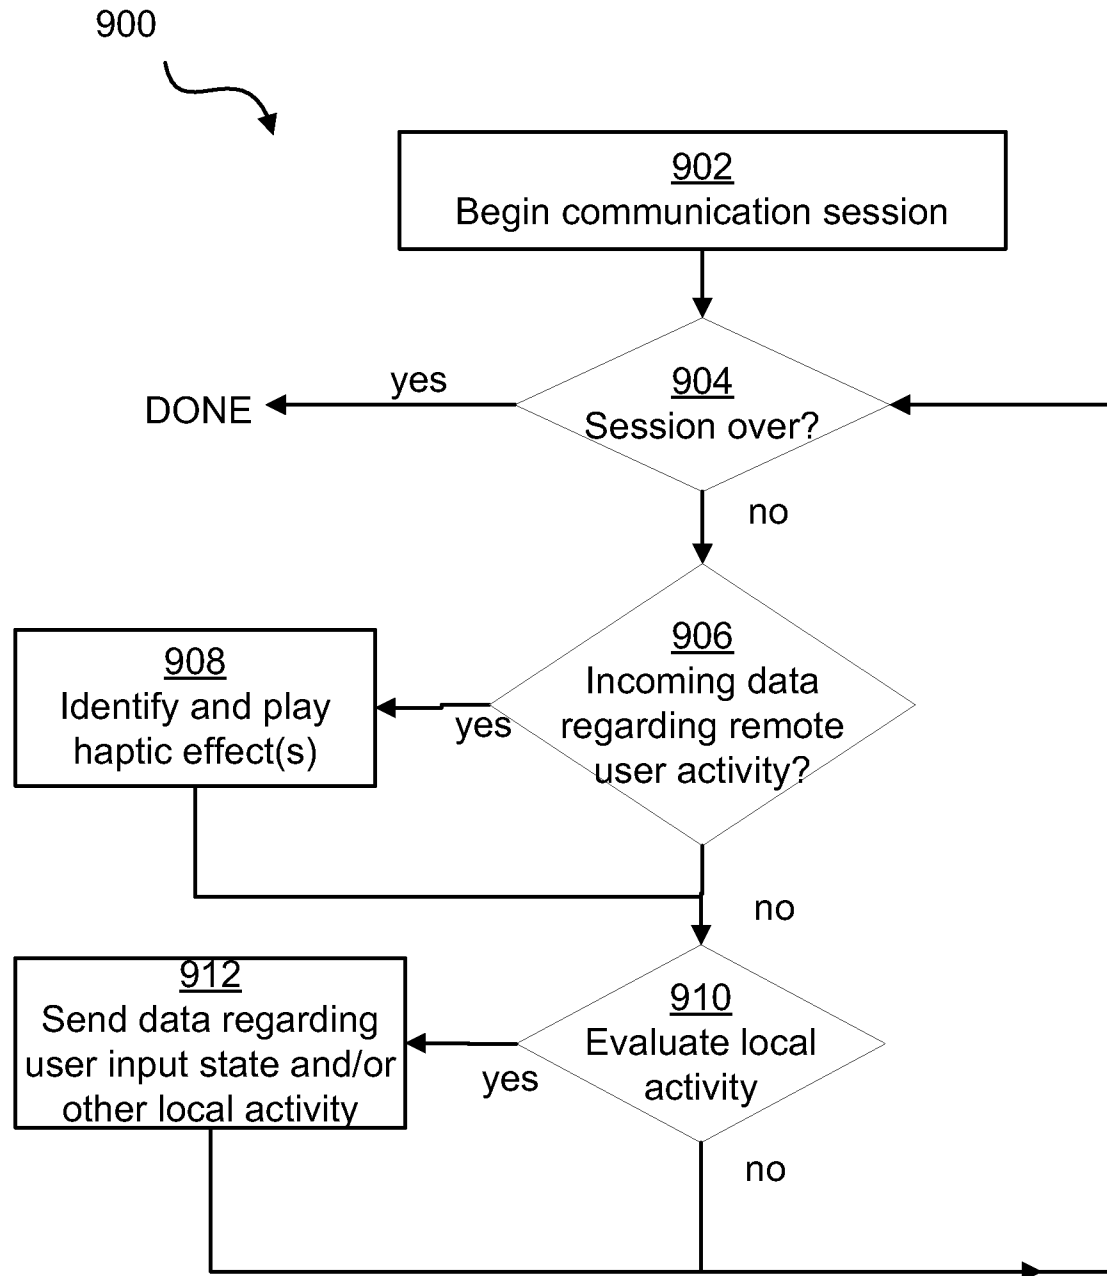 900
902
Begin communication session
904
Session over?
yes
DONE
no
906
Incoming data
regarding remote
user activity?
yes
908
Identify and play
haptic effect(s)
no
910
Evaluate local
activity
yes
912
Send data regarding
user input state and/or
other local activity
no